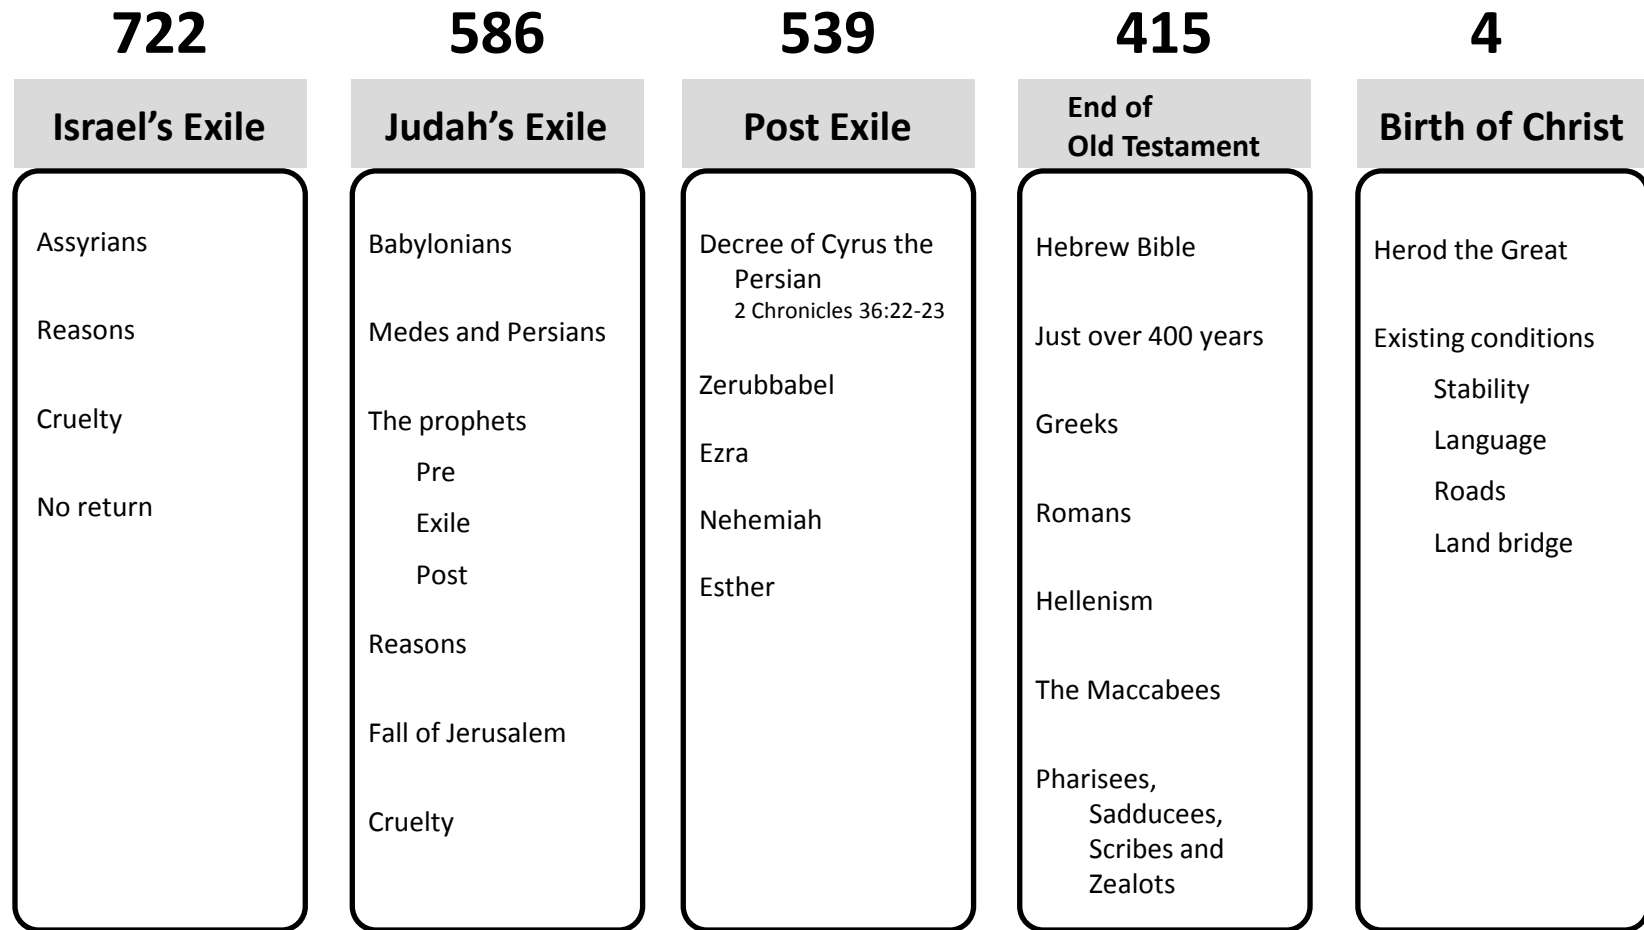 722
Israel’s Exile
Assyrians
Reasons
Cruelty
No return
586
Judah’s Exile
Babylonians
Medes and Persians
The prophets
Pre
Exile
Post
Reasons
Fall of Jerusalem
Cruelty
539
Post Exile
Decree of Cyrus the
Persian
2 Chronicles 36:22-23
Zerubbabel
Ezra
Nehemiah
Esther
415
End of
Old Testament
Hebrew Bible
Just over 400 years
Greeks
Romans
Hellenism
The Maccabees
Pharisees,
Sadducees,
Scribes and
Zealots
4
Birth of Christ
Herod the Great
Existing conditions
Stability
Language
Roads
Land bridge